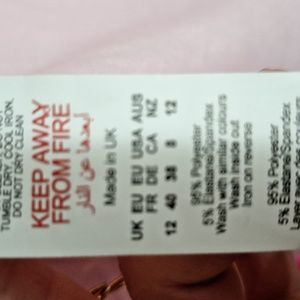 TUMBLE DRY, COOL IRON,
DO NOT DRY CLEAN
KEEP AWAY
FROM FIRE
ابعدها عن النار
Made in UK
UK EU EU USA AUS
FR DE CA NZ
12 40 38 8 12
95% Polyester
5% Elastane/Spandex
Wash with similar colours
Wash inside out
Iron on reverse
95% Polyester
5% Elastane/Spandex